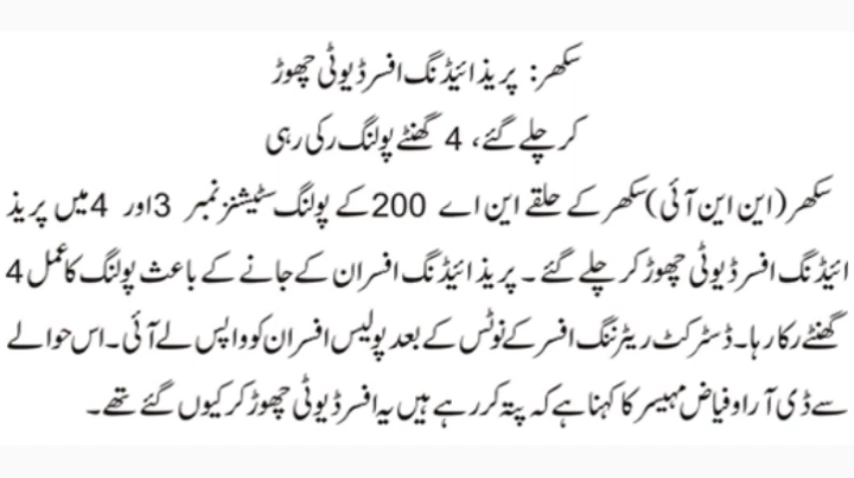 سکھر: پریذائیڈنگ افسر ڈیوٹی چھوڑ
کر چلے گئے، 4 گھنٹے پولنگ رکی رہی
سکھر (این این آئی) سکھر کے حلقے این اے 200 کے پولنگ سٹیشنز نمبر 3 اور 4 میں پریذ
ائیڈنگ افسر ڈیوٹی چھوڑ کر چلے گئے۔ پریذائیڈنگ افسران کے جانے کے باعث پولنگ کا عمل 4
گھنٹے رکا رہا۔ ڈسٹرکٹ ریٹرننگ افسر کے نوٹس کے بعد پولیس افسران کو واپس لے آئی۔ اس حوالے
سے ڈی آر او فیاض مہیسر کا کہنا ہے کہ پتہ کر رہے ہیں یہ افسر ڈیوٹی چھوڑ کر کیوں گئے تھے۔